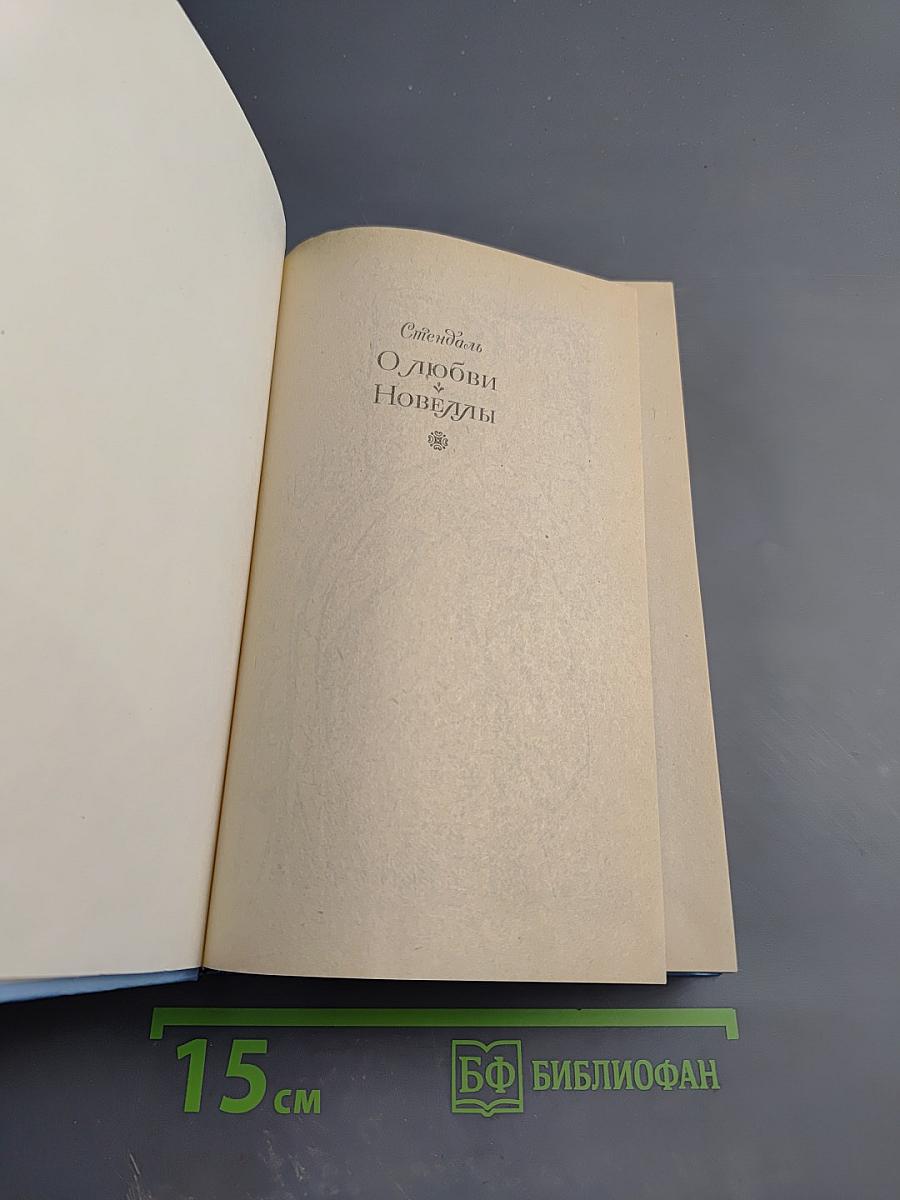 Стендаль
О любви
Новеллы
15 см
БФ БИБЛИОФАН